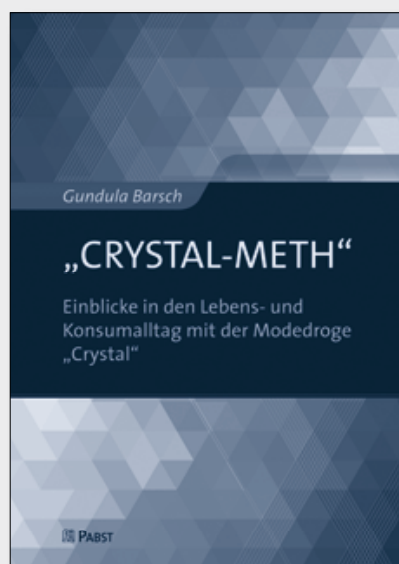 Gundula Barsch
„CRYSTAL-METH“
Einblicke in den Lebens- und
Konsumalltag mit der Modedroge
„Crystal“
PABST